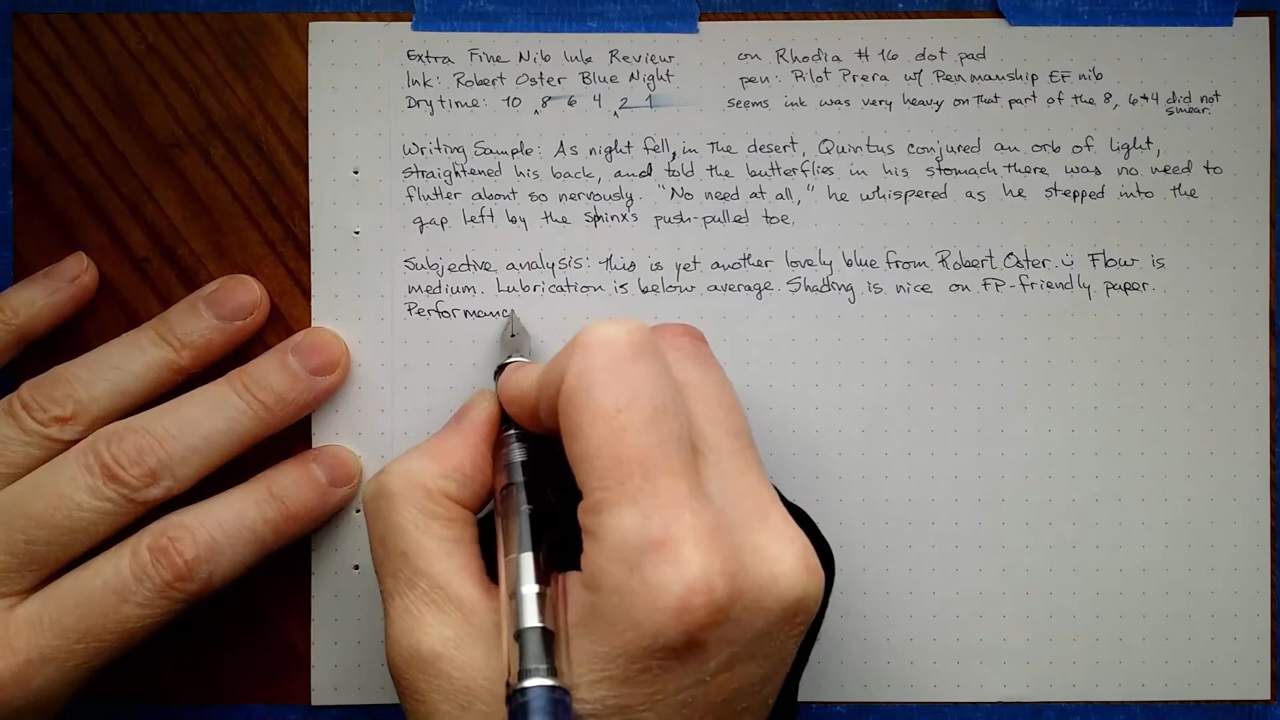 Extra Fine Nib Ink Review on Rhodia # 16 dot pad
Ink: Robert Oster Blue Night pen: Pilot Prera w/ Penmanship EF nib
Dry time: 10 8 6 4 2 1 seems ink was very heavy on that part of the 8, 6+4 did not smear.
Writing Sample: As night fell, in the desert, Quintus conjured an orb of light,
straightened his back, and told the butterflies in his stomach there was no need to
flutter about so nervously. "No need at all," he whispered as he stepped into the
gap left by the sphinx's push-pulled toe.
Subjective analysis: this is yet another lovely blue from Robert Oster. Ü Flow is
medium. Lubrication is below average. Shading is nice on FP-friendly paper.
Performanc